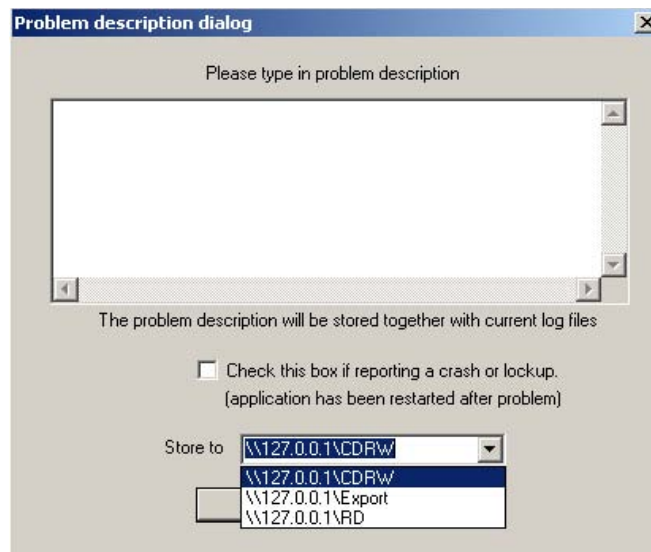 Problem description dialog
Please type in problem description
The problem description will be stored together with current log files
Check this box if reporting a crash or lockup.
(application has been restarted after problem)
Store to \\127.0.0.1\CDRW
\\127.0.0.1\CDRW
\\127.0.0.1\Export
\\127.0.0.1\RD